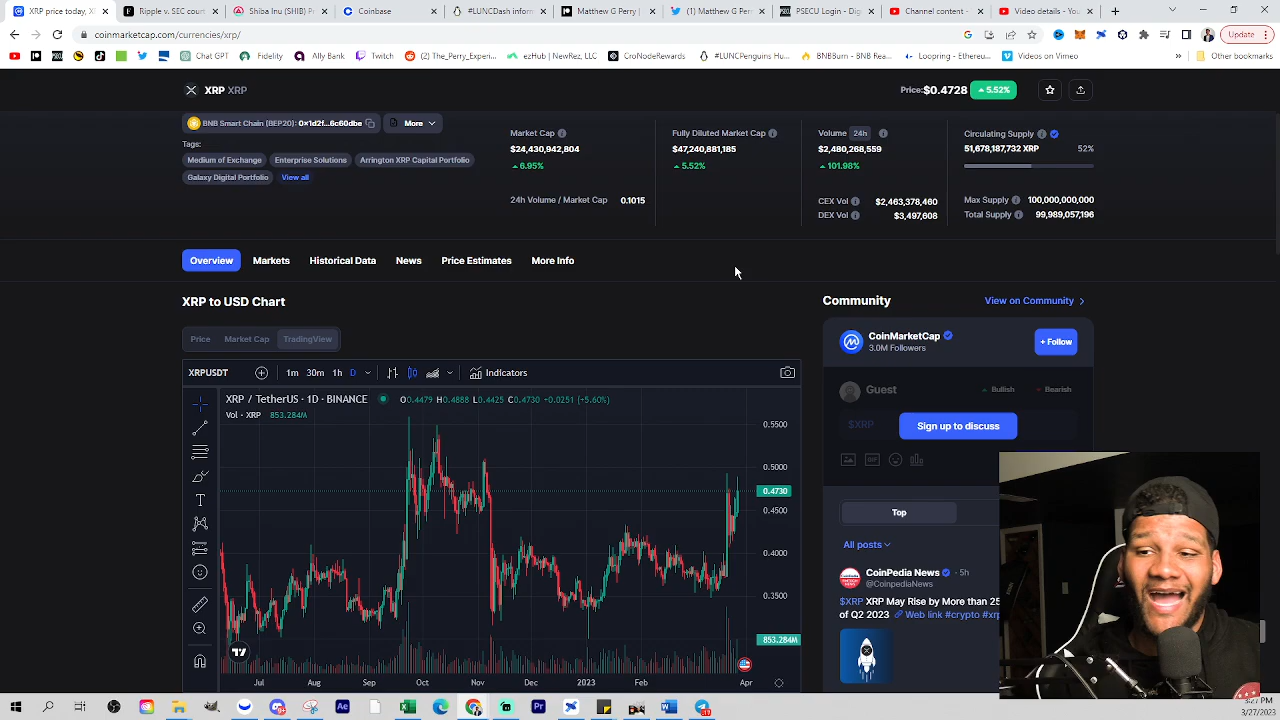 XRP price today, X
Ripple v. SEC court
Shiba Inu (SHIB) P
Coinbase
#LUNCDash inform
Matthew G Perry |
Matthew G Perry (
PSECU Login - Digi
Channel content -
Video details - You
coinmarketcap.com/currencies/xrp/
Update
Chat GPT
Fidelity
Ally Bank
Twitch
(2) The_Perry_Exper...
ezHub | NewRez, LLC
CroNodeRewards
#LUNCPenguins Ho...
BNBBurn - BNB Rea...
Loopring - Ethereu...
Videos on Vimeo
»
Other bookmarks
XRP XRP
Price: $0.4728 5.52%
BNB Smart Chain (BEP20): 0x1d2f...6c60dbe
More
Tags:
Medium of Exchange
Enterprise Solutions
Arrington XRP Capital Portfolio
Galaxy Digital Portfolio
View all
Market Cap
$24,430,942,804
6.95%
24h Volume / Market Cap 0.1015
Fully Diluted Market Cap
$47,240,881,185
5.52%
Volume 24h
$2,480,268,559
101.98%
CEX Vol $2,463,378,460
DEX Vol $3,497,608
Circulating Supply
51,678,187,732 XRP 52%
Max Supply 100,000,000,000
Total Supply 99,989,057,196
Overview
Markets
Historical Data
News
Price Estimates
More Info
XRP to USD Chart
Price
Market Cap
TradingView
XRPUSDT
1m 30m 1h D
Indicators
XRP / TetherUS · 1D · BINANCE
O0.4479 H0.4888 L0.4425 C0.4730 +0.0251 (+5.60%)
Vol · XRP 853.284M
0.5500
0.5000
0.4730
0.4500
0.4000
0.3500
853.284M
Jul
Aug
Sep
Oct
Nov
Dec
2023
Feb
Apr
Community
View on Community
CoinMarketCap
3.0M Followers
+ Follow
Guest
Bullish
Bearish
$XRP
Sign up to discuss
GIF
Top
All posts
CoinPedia News · 5h
@CoinpediaNews
$XRP XRP May Rise by More than 25
of Q2 2023 Web link #crypto #xrp
3/27/2023